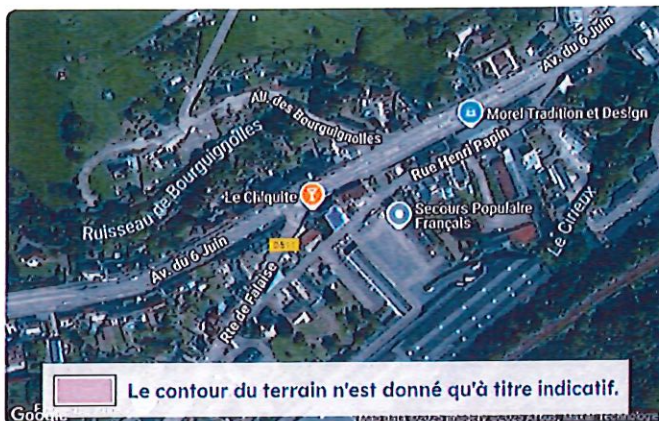 Av. du 6 Juin
Morel Tradition et Design
All. des Bourguignolles
Rue Henri Papin
Ruisseau de Bourguignolles
Le Chiquito
Secours Populaire
Français
Le Cirieux
Av. du 6 Juin
Rte de Falaise
Le contour du terrain n'est donné qu'à titre indicatif.
Google